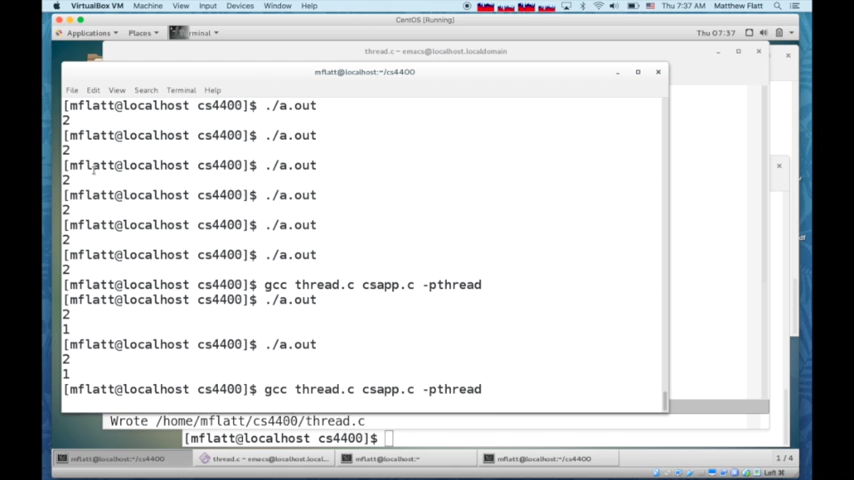 VirtualBox VM Machine View Input Devices Window Help
Thu 7:37 AM Matthew Flatt
CentOS [Running]
Applications Places Terminal
Thu 07:37
thread.c – emacs@localhost.localdomain
mflatt@localhost:~/cs4400
File Edit View Search Terminal Help
[mflatt@localhost cs4400]$ ./a.out
2
[mflatt@localhost cs4400]$ ./a.out
2
[mflatt@localhost cs4400]$ ./a.out
2
[mflatt@localhost cs4400]$ ./a.out
2
[mflatt@localhost cs4400]$ ./a.out
2
[mflatt@localhost cs4400]$ ./a.out
2
[mflatt@localhost cs4400]$ gcc thread.c csapp.c -pthread
[mflatt@localhost cs4400]$ ./a.out
2
1
[mflatt@localhost cs4400]$ ./a.out
2
1
[mflatt@localhost cs4400]$ gcc thread.c csapp.c -pthread
Wrote /home/mflatt/cs4400/thread.c
[mflatt@localhost cs4400]$
mflatt@localhost:~/cs4400
thread.c – emacs@localhost.local...
mflatt@localhost:~
mflatt@localhost:~/cs4400
1 / 4
Left ⌘